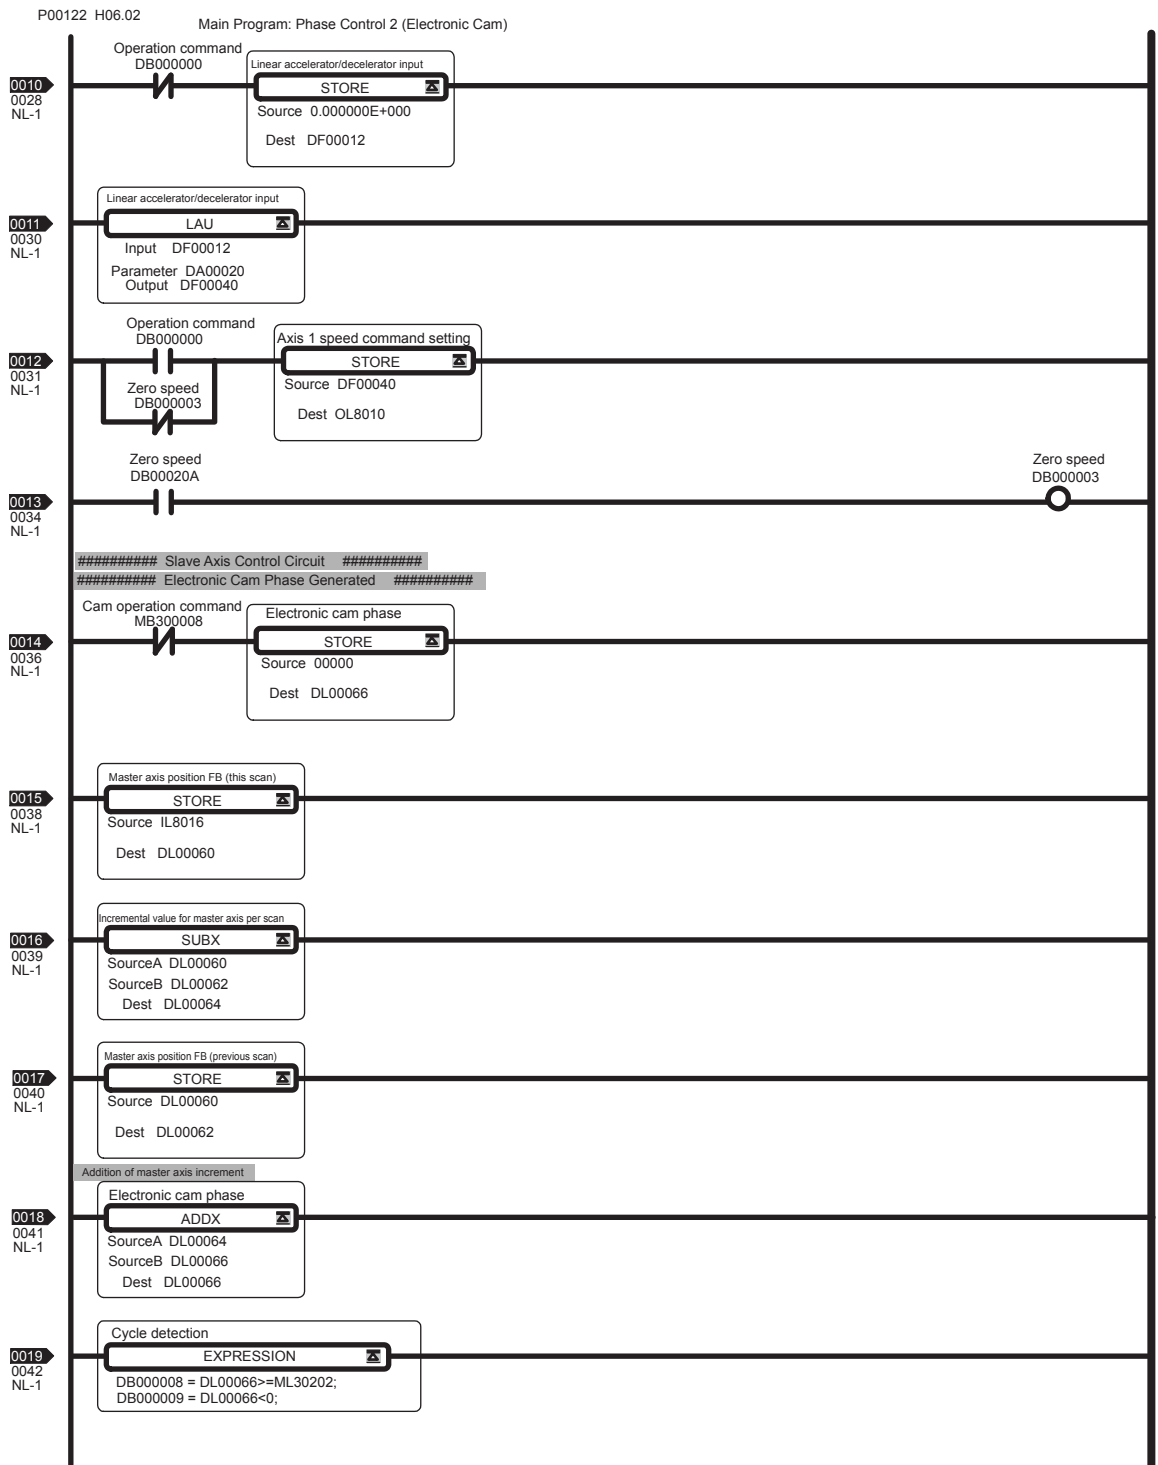 P00122 H06.02
Main Program: Phase Control 2 (Electronic Cam)
Operation command
DB000000
Linear accelerator/decelerator input
0010
0028
NL-1
STORE
Source 0.000000E+000
Dest DF00012
Linear accelerator/decelerator input
0011
0030
NL-1
LAU
Input DF00012
Parameter DA00020
Output DF00040
Operation command
DB000000
Axis 1 speed command setting
0012
0031
NL-1
STORE
Source DF00040
Dest OL8010
Zero speed
DB000003
Zero speed
DB00020A
Zero speed
DB000003
0013
0034
NL-1
########## Slave Axis Control Circuit ##########
########## Electronic Cam Phase Generated ##########
Cam operation command
MB300008
Electronic cam phase
0014
0036
NL-1
STORE
Source 00000
Dest DL00066
Master axis position FB (this scan)
0015
0038
NL-1
STORE
Source IL8016
Dest DL00060
Incremental value for master axis per scan
0016
0039
NL-1
SUBX
SourceA DL00060
SourceB DL00062
Dest DL00064
Master axis position FB (previous scan)
0017
0040
NL-1
STORE
Source DL00060
Dest DL00062
Addition of master axis increment
Electronic cam phase
0018
0041
NL-1
ADDX
SourceA DL00064
SourceB DL00066
Dest DL00066
Cycle detection
0019
0042
NL-1
EXPRESSION
DB000008 = DL00066>=ML30202;
DB000009 = DL00066<0;